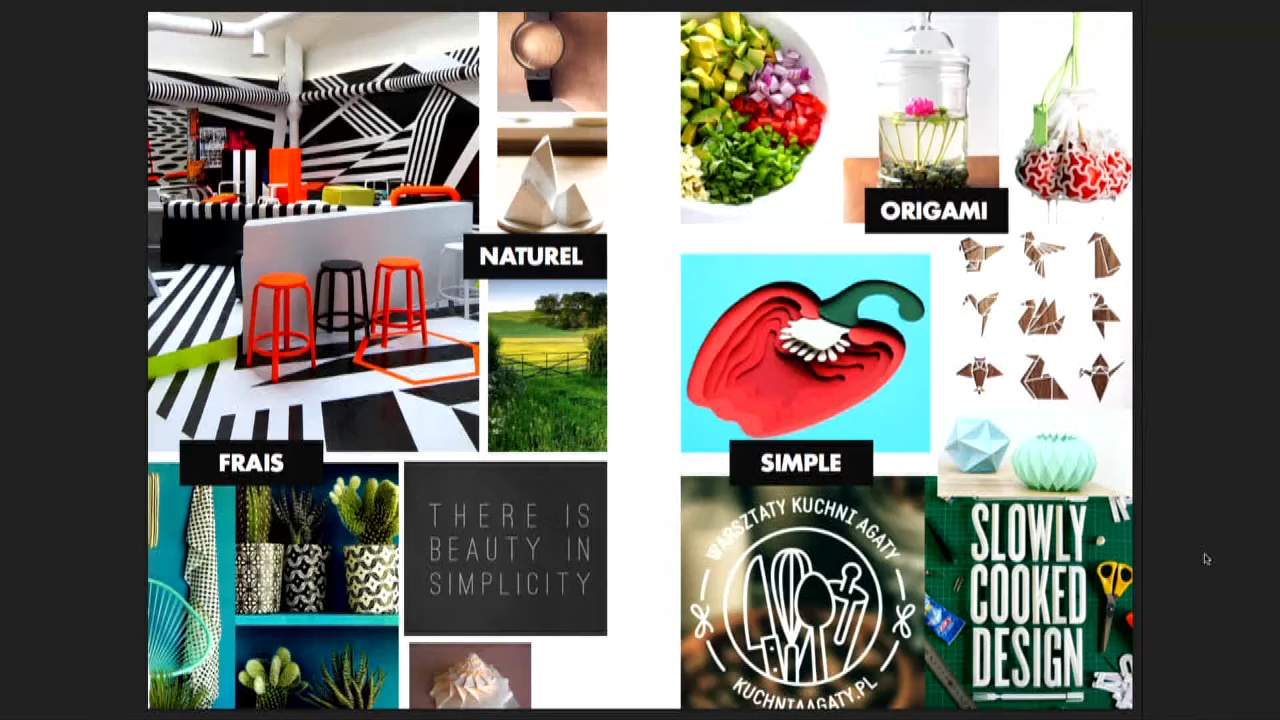 NATUREL
ORIGAMI
FRAIS
SIMPLE
THERE IS
BEAUTY IN
SIMPLICITY
WARSZTATY KUCHNI AGATY
KUCHNIAAGATY.PL
SLOWLY
COOKED
DESIGN